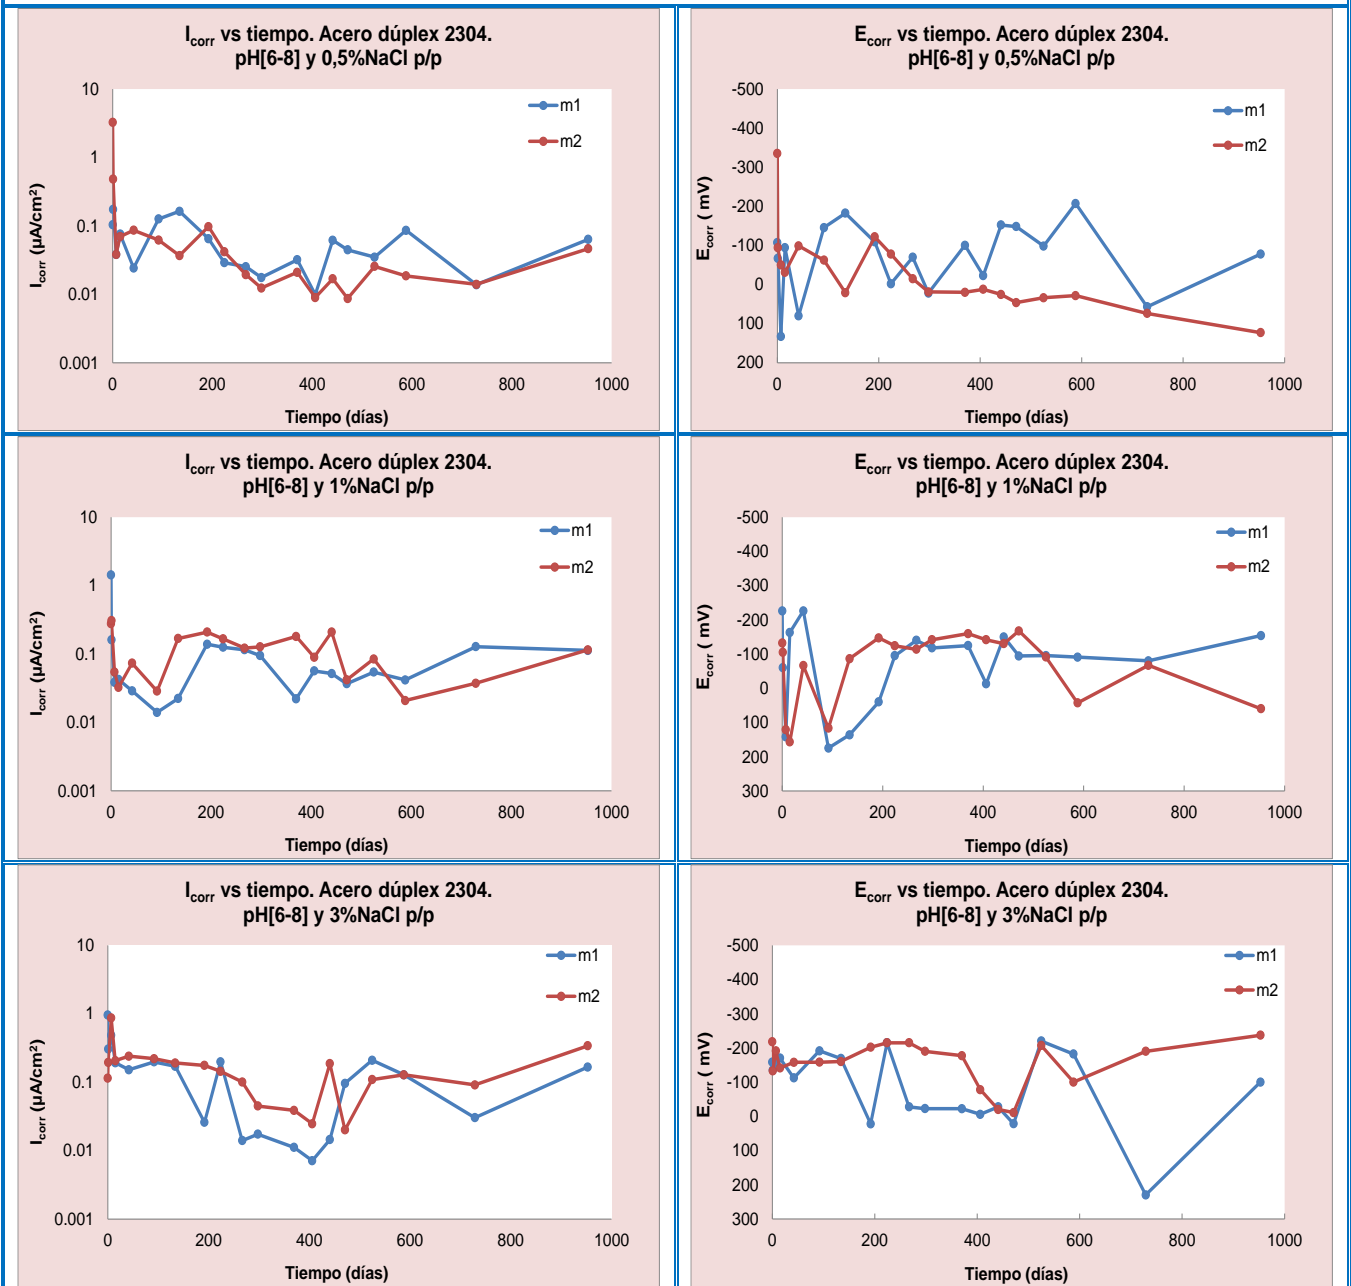 Icorr vs tiempo. Acero dúplex 2304.
pH[6-8] y 0,5%NaCl p/p
10
1
0.1
0.01
0.001
Icorr (µA/cm²)
m1
m2
0 200 400 600 800 1000
Tiempo (días)
Ecorr vs tiempo. Acero dúplex 2304.
pH[6-8] y 0,5%NaCl p/p
-500
-400
-300
-200
-100
0
100
200
Ecorr ( mV)
m1
m2
0 200 400 600 800 1000
Tiempo (días)
Icorr vs tiempo. Acero dúplex 2304.
pH[6-8] y 1%NaCl p/p
10
1
0.1
0.01
0.001
Icorr (µA/cm²)
m1
m2
0 200 400 600 800 1000
Tiempo (días)
Ecorr vs tiempo. Acero dúplex 2304.
pH[6-8] y 1%NaCl p/p
-500
-400
-300
-200
-100
0
100
200
300
Ecorr ( mV)
m1
m2
0 200 400 600 800 1000
Tiempo (días)
Icorr vs tiempo. Acero dúplex 2304.
pH[6-8] y 3%NaCl p/p
10
1
0.1
0.01
0.001
Icorr (µA/cm²)
m1
m2
0 200 400 600 800 1000
Tiempo (días)
Ecorr vs tiempo. Acero dúplex 2304.
pH[6-8] y 3%NaCl p/p
-500
-400
-300
-200
-100
0
100
200
300
Ecorr ( mV)
m1
m2
0 200 400 600 800 1000
Tiempo (días)